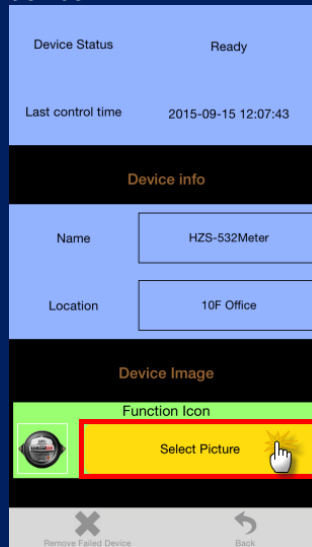 Device Status Ready
Last control time 2015-09-15 12:07:43
Device info
Name HZS-532Meter
Location 10F Office
Device Image
Function Icon
Select Picture
Remove Failed Device Back